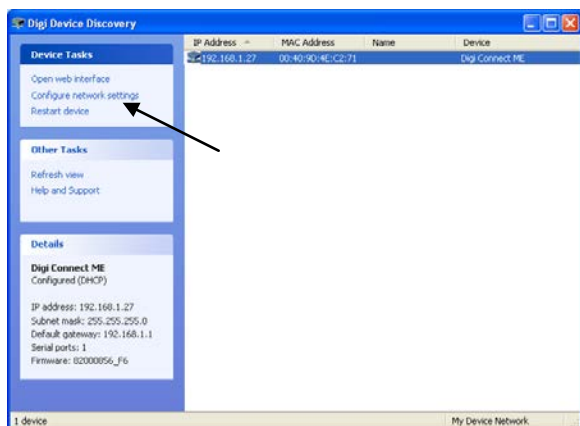 Digi Device Discovery
IP Address MAC Address Name Device
192.168.1.27 00:40:9D:4E:C2:71 Digi Connect ME
Device Tasks
Open web interface
Configure network settings
Restart device
Other Tasks
Refresh view
Help and Support
Details
Digi Connect ME
Configured (DHCP)
IP address: 192.168.1.27
Subnet mask: 255.255.255.0
Default gateway: 192.168.1.1
Serial ports: 1
Firmware: 82000856_F6
1 device My Device Network